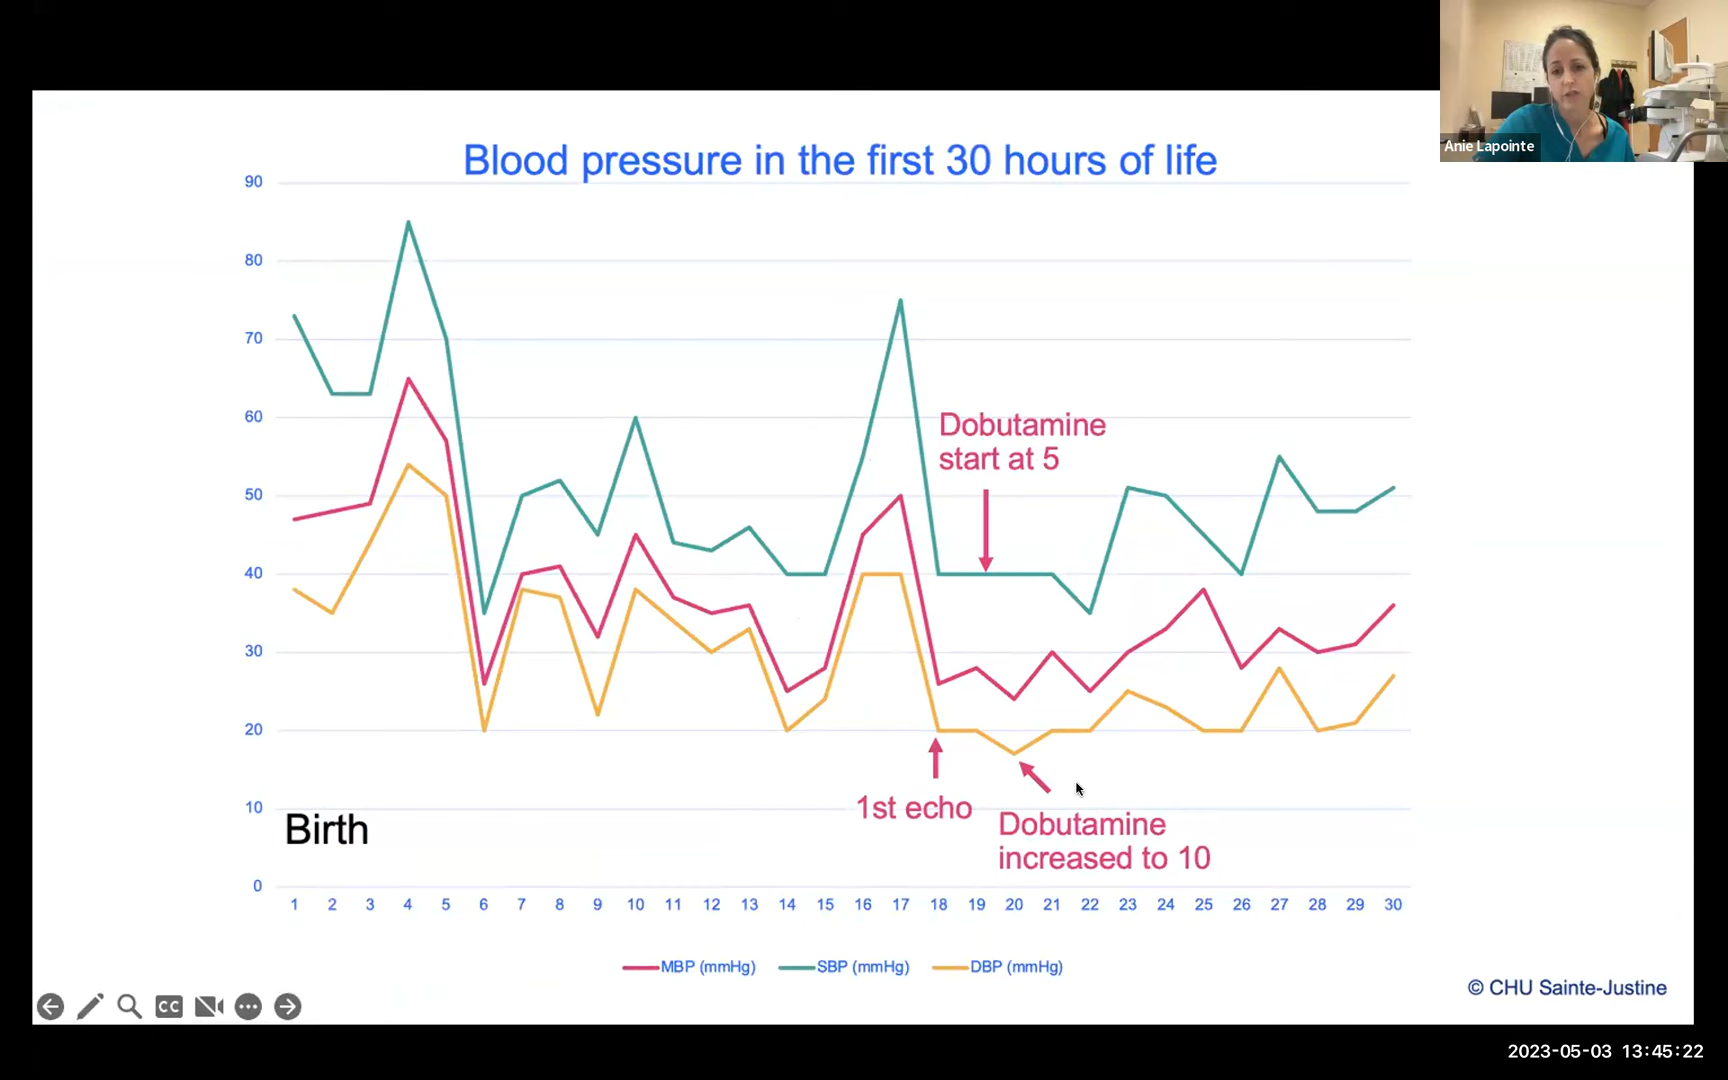 Anie Lapointe
Blood pressure in the first 30 hours of life
90
80
70
60
50
40
30
20
10
0
Dobutamine
start at 5
1st echo
Dobutamine
increased to 10
Birth
1 2 3 4 5 6 7 8 9 10 11 12 13 14 15 16 17 18 19 20 21 22 23 24 25 26 27 28 29 30
MBP (mmHg) SBP (mmHg) DBP (mmHg)
© CHU Sainte-Justine
CC
2023-05-03 13:45:22